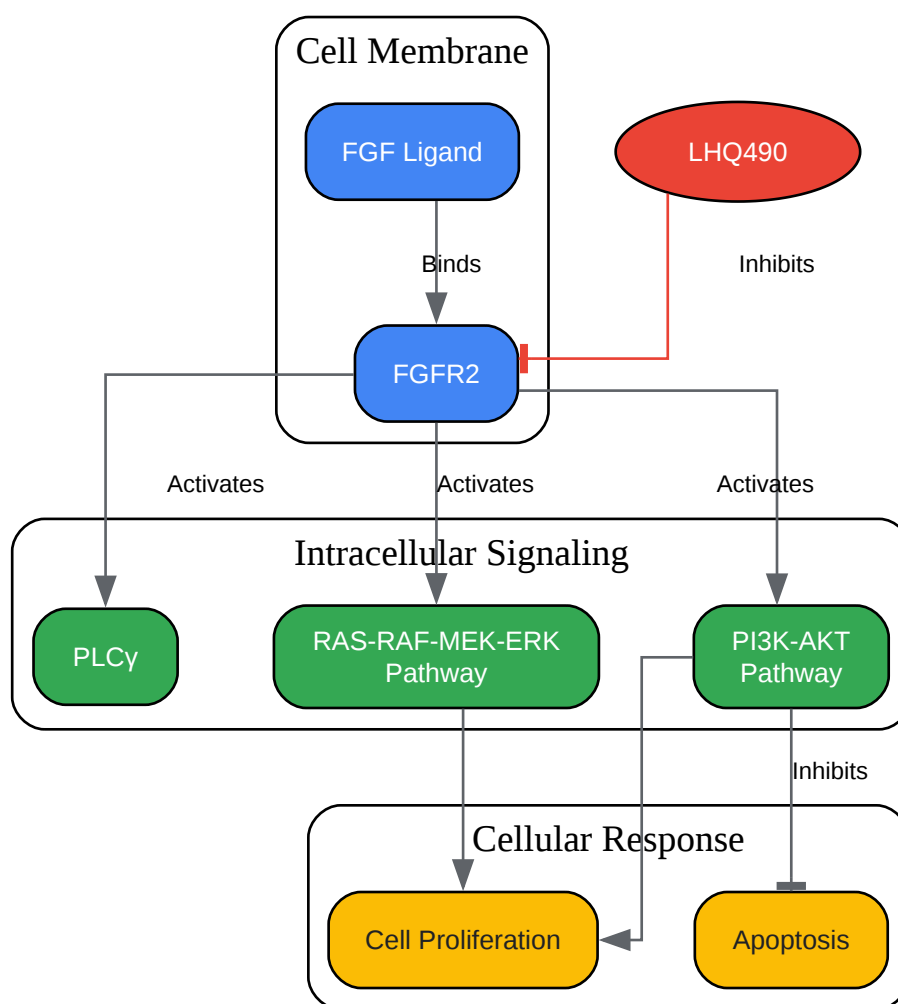 Cell Membrane
FGF Ligand
LHQ490
Binds
Inhibits
FGFR2
Activates
Activates
Activates
Intracellular Signaling
PLCγ
RAS-RAF-MEK-ERK
Pathway
PI3K-AKT
Pathway
Inhibits
Cellular Response
Cell Proliferation
Apoptosis